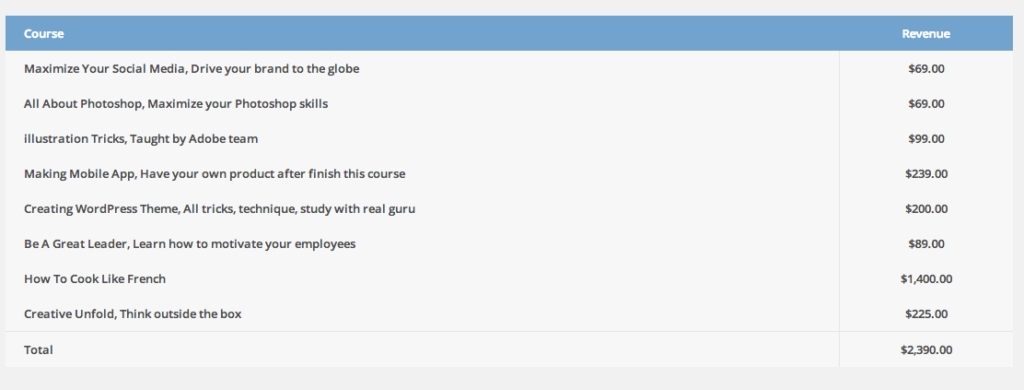 Course Revenue
Maximize Your Social Media, Drive your brand to the globe $69.00
All About Photoshop, Maximize your Photoshop skills $69.00
illustration Tricks, Taught by Adobe team $99.00
Making Mobile App, Have your own product after finish this course $239.00
Creating WordPress Theme, All tricks, technique, study with real guru $200.00
Be A Great Leader, Learn how to motivate your employees $89.00
How To Cook Like French $1,400.00
Creative Unfold, Think outside the box $225.00
Total $2,390.00